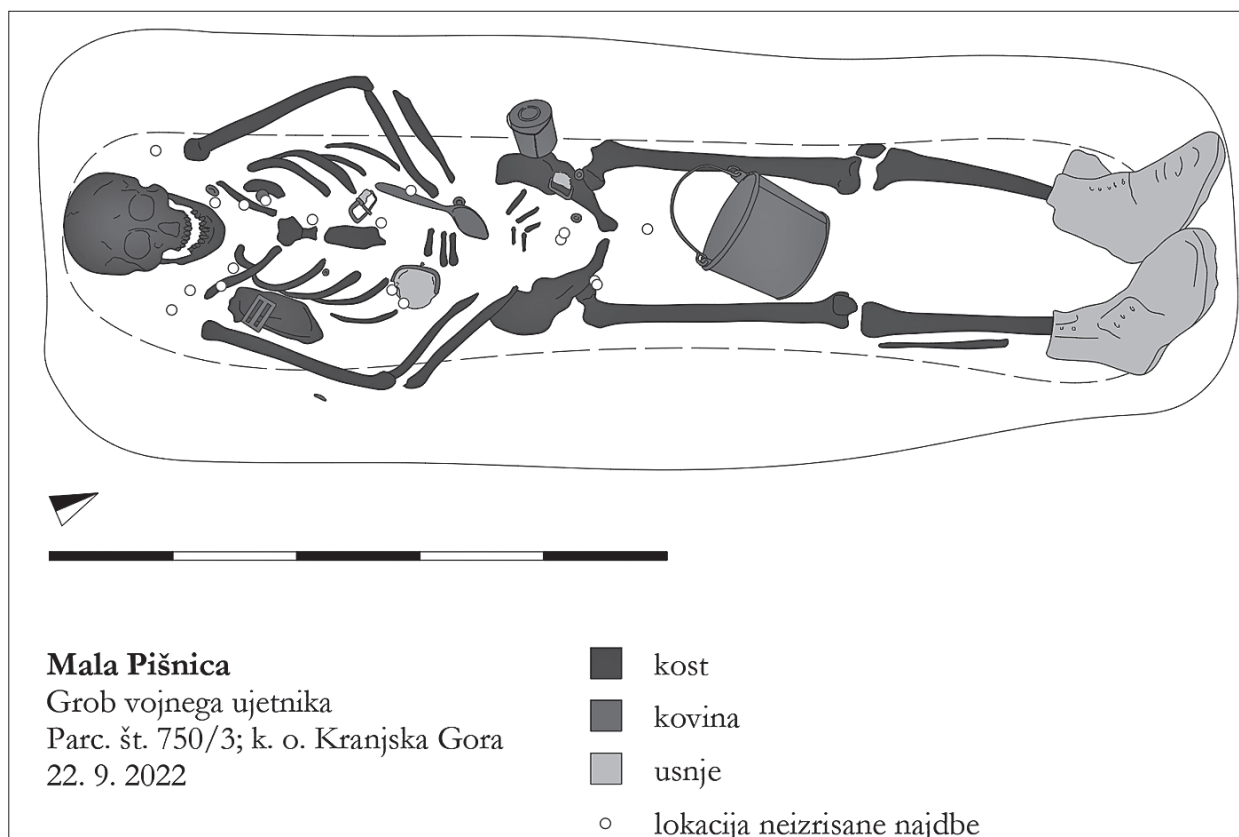 Mala Pišnica
Grob vojnega ujetnika
Parc. št. 750/3; k. o. Kranjska Gora
22. 9. 2022
kost
kovina
usnje
lokacija neizrisane najdbe